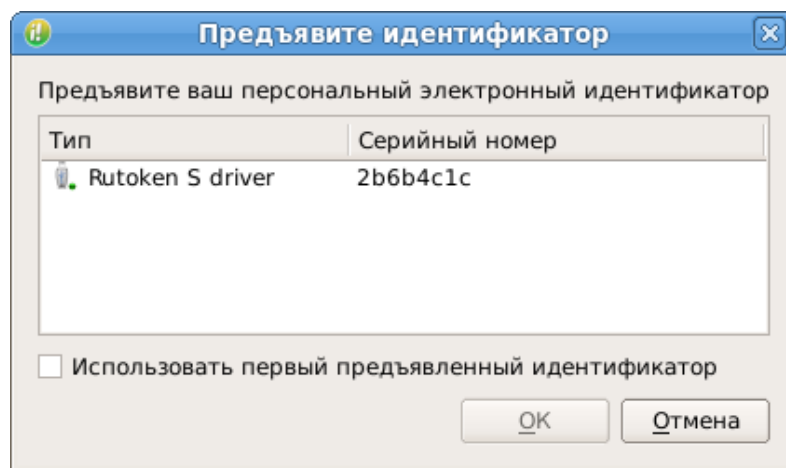 Предъявите идентификатор
Предъявите ваш персональный электронный идентификатор
Тип Серийный номер
Rutoken S driver 2b6b4c1c
Использовать первый предъявленный идентификатор
OK Отмена